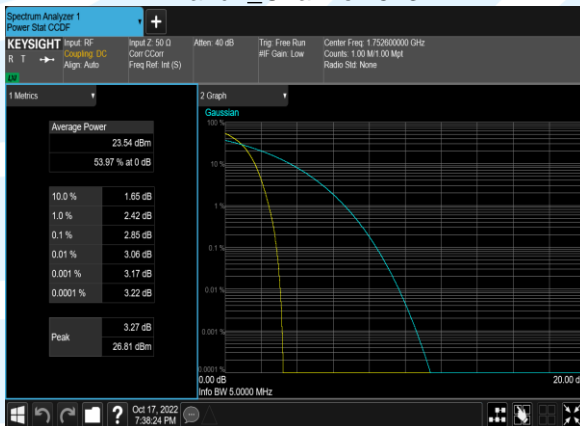 Spectrum Analyzer 1
Power Stat CCDF
+
KEYSIGHT
R T
Input: RF
Coupling: DC
Align: Auto
Input Z: 50 Ω
Corr CCorr
Freq Ref: Int (S)
Atten: 40 dB
Trig: Free Run
#IF Gain: Low
Center Freq: 1.752600000 GHz
Counts: 1.00 M/1.00 Mpt
Radio Std: None
1 Metrics
Average Power
23.54 dBm
53.97 % at 0 dB
10.0 % 1.65 dB
1.0 % 2.42 dB
0.1 % 2.85 dB
0.01 % 3.06 dB
0.001 % 3.17 dB
0.0001 % 3.22 dB
Peak
3.27 dB
26.81 dBm
2 Graph
Gaussian
100 %
10 %
1 %
0.1 %
0.01 %
0.001 %
0.0001 %
0.00 dB
20.00 d
Info BW 5.0000 MHz
?
Oct 17, 2022
7:38:24 PM